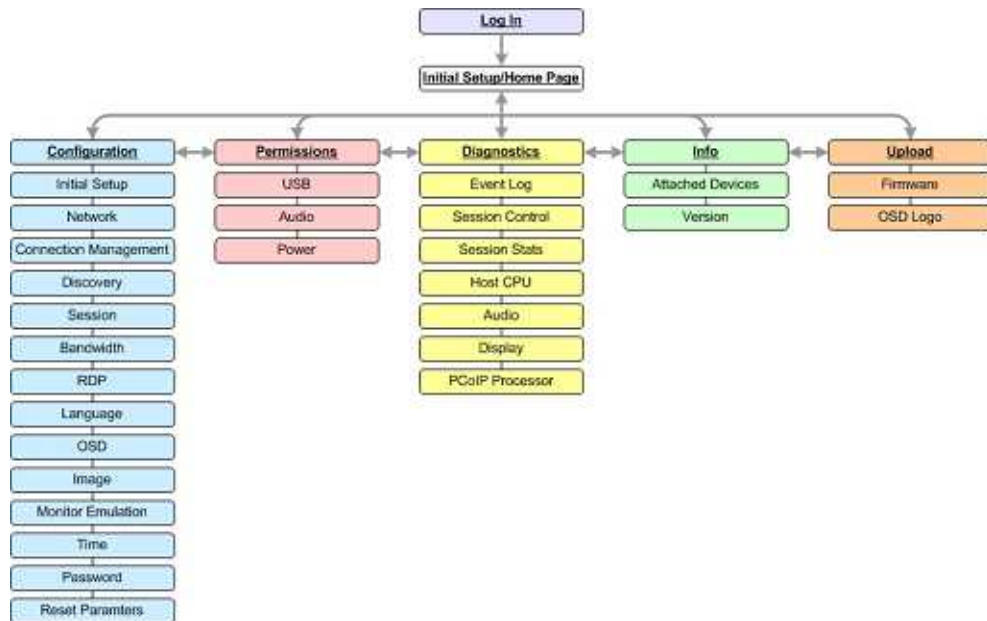 Log In
Initial Setup/Home Page
Configuration
Initial Setup
Network
Connection Management
Discovery
Session
Bandwidth
RDP
Language
OSD
Image
Monitor Emulation
Time
Password
Reset Paramters
Permissions
USB
Audio
Power
Diagnostics
Event Log
Session Control
Session Stats
Host CPU
Audio
Display
PCoIP Processor
Info
Attached Devices
Version
Upload
Firmware
OSD Logo